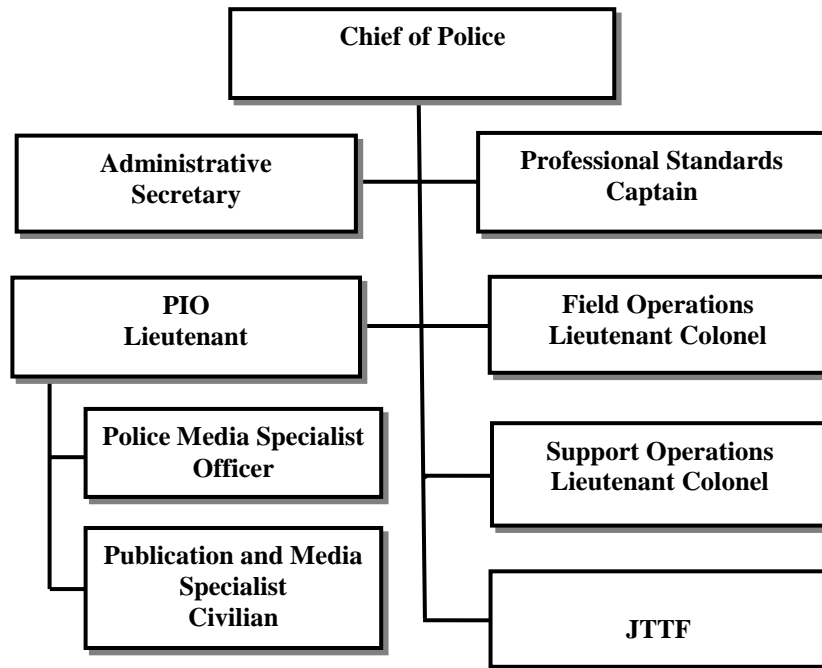 Chief of Police
Administrative
Secretary
Professional Standards
Captain
PIO
Lieutenant
Field Operations
Lieutenant Colonel
Police Media Specialist
Officer
Support Operations
Lieutenant Colonel
Publication and Media
Specialist
Civilian
JTTF